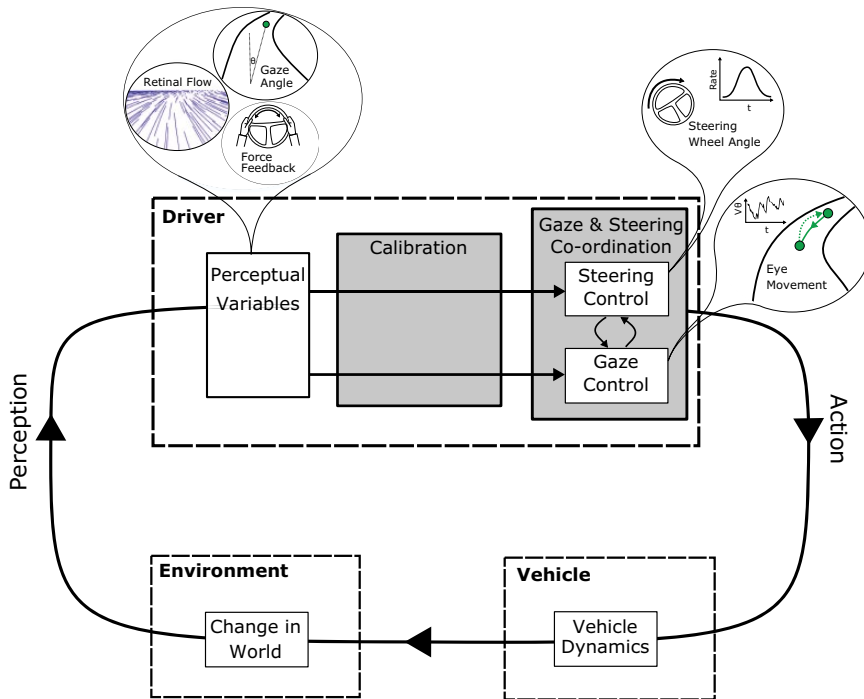 Gaze
Angle
θ
Retinal Flow
Force
Feedback
Rate
t
Steering
Wheel Angle
Vθ
t
Eye
Movement
Driver
Perceptual
Variables
Calibration
Gaze & Steering
Co-ordination
Steering
Control
Gaze
Control
Perception
Action
Environment
Change in
World
Vehicle
Vehicle
Dynamics